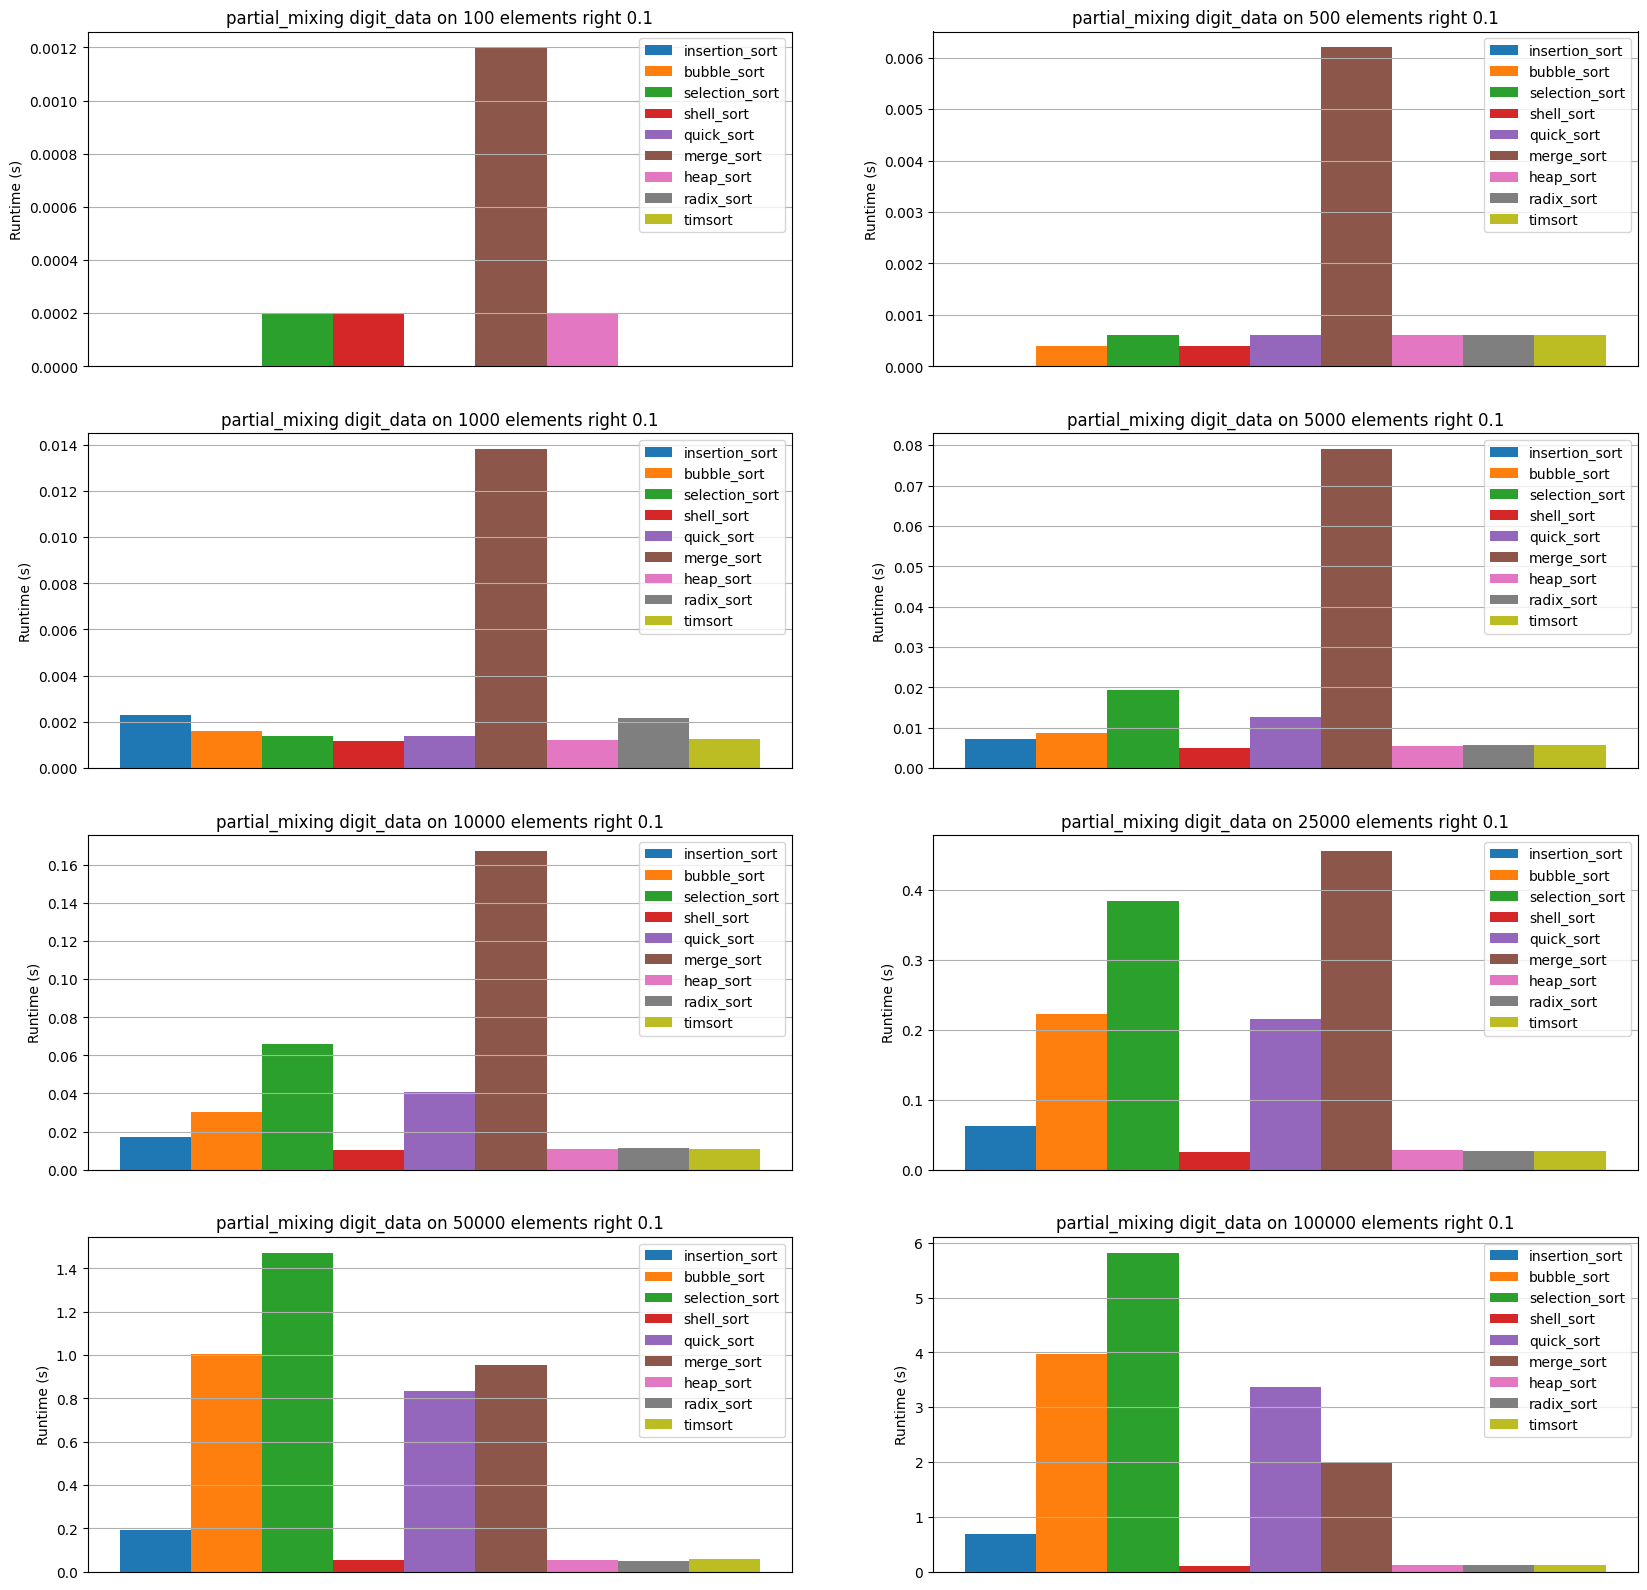 partial_mixing digit_data on 100 elements right 0.1
Runtime (s)
0.0012
0.0010
0.0008
0.0006
0.0004
0.0002
0.0000
insertion_sort
bubble_sort
selection_sort
shell_sort
quick_sort
merge_sort
heap_sort
radix_sort
timsort
partial_mixing digit_data on 500 elements right 0.1
Runtime (s)
0.006
0.005
0.004
0.003
0.002
0.001
0.000
insertion_sort
bubble_sort
selection_sort
shell_sort
quick_sort
merge_sort
heap_sort
radix_sort
timsort
partial_mixing digit_data on 1000 elements right 0.1
Runtime (s)
0.014
0.012
0.010
0.008
0.006
0.004
0.002
0.000
insertion_sort
bubble_sort
selection_sort
shell_sort
quick_sort
merge_sort
heap_sort
radix_sort
timsort
partial_mixing digit_data on 5000 elements right 0.1
Runtime (s)
0.08
0.07
0.06
0.05
0.04
0.03
0.02
0.01
0.00
insertion_sort
bubble_sort
selection_sort
shell_sort
quick_sort
merge_sort
heap_sort
radix_sort
timsort
partial_mixing digit_data on 10000 elements right 0.1
Runtime (s)
0.16
0.14
0.12
0.10
0.08
0.06
0.04
0.02
0.00
insertion_sort
bubble_sort
selection_sort
shell_sort
quick_sort
merge_sort
heap_sort
radix_sort
timsort
partial_mixing digit_data on 25000 elements right 0.1
Runtime (s)
0.4
0.3
0.2
0.1
0.0
insertion_sort
bubble_sort
selection_sort
shell_sort
quick_sort
merge_sort
heap_sort
radix_sort
timsort
partial_mixing digit_data on 50000 elements right 0.1
Runtime (s)
1.4
1.2
1.0
0.8
0.6
0.4
0.2
0.0
insertion_sort
bubble_sort
selection_sort
shell_sort
quick_sort
merge_sort
heap_sort
radix_sort
timsort
partial_mixing digit_data on 100000 elements right 0.1
Runtime (s)
6
5
4
3
2
1
0
insertion_sort
bubble_sort
selection_sort
shell_sort
quick_sort
merge_sort
heap_sort
radix_sort
timsort